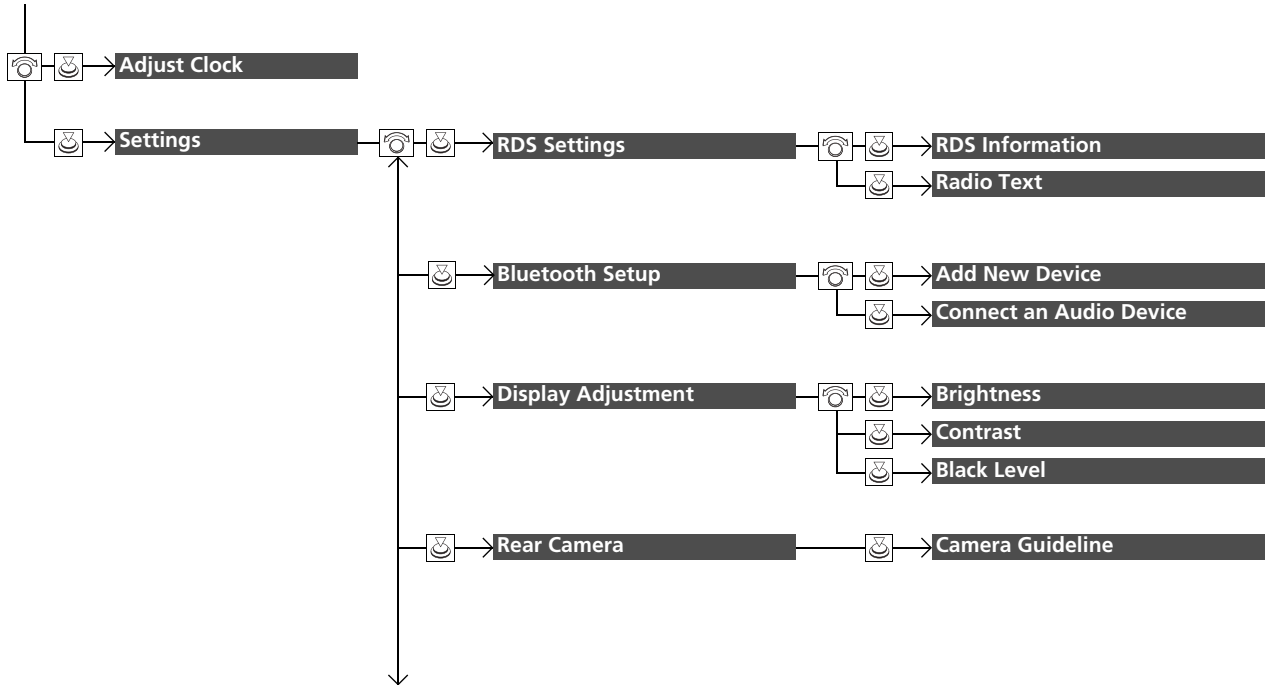 Adjust Clock
Settings
RDS Settings
RDS Information
Radio Text
Bluetooth Setup
Add New Device
Connect an Audio Device
Display Adjustment
Brightness
Contrast
Black Level
Rear Camera
Camera Guideline